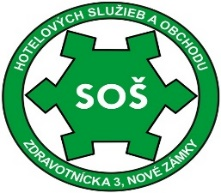 HOTELOVÝCH SLUŽIEB A OBCHODU
SOŠ
ZDRAVOTNÍCKA 3, NOVÉ ZÁMKY